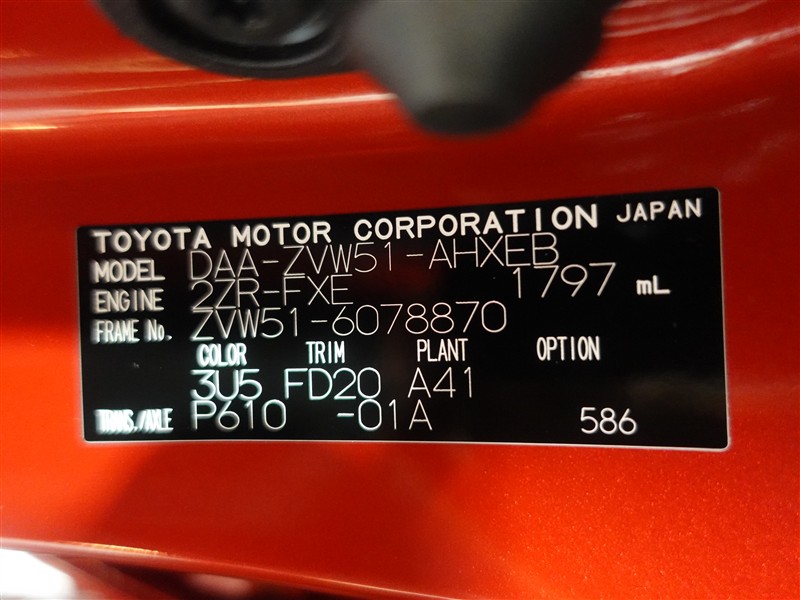 TOYOTA MOTOR CORPORATION JAPAN
MODEL DAA-ZVW51-AHXEB
ENGINE 2ZR-FXE 1797 mL
FRAME No. ZVW51-6078870
COLOR TRIM PLANT OPTION
3U5 FD20 A41
TRANS./AXLE P610 -01A 586